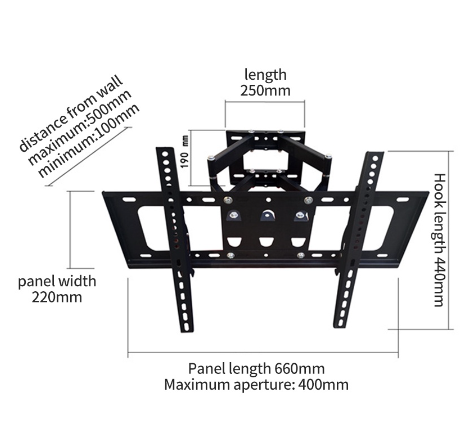 length
250mm
distance from wall
maximum:500mm
minimum:100mm
190 mm
Hook length 440mm
panel width
220mm
Panel length 660mm
Maximum aperture: 400mm